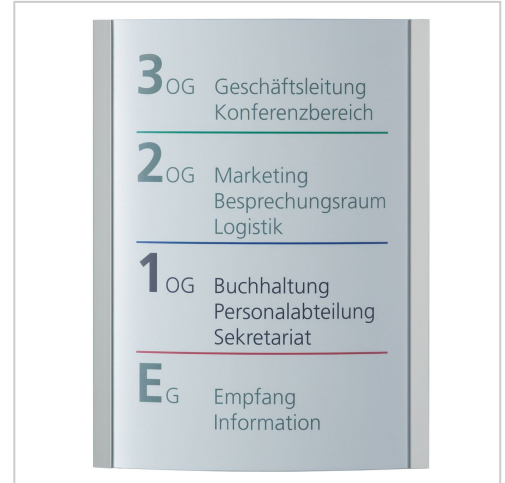 3OG Geschäftsleitung
Konferenzbereich
2OG Marketing
Besprechungsraum
Logistik
1OG Buchhaltung
Personalabteilung
Sekretariat
EG Empfang
Information